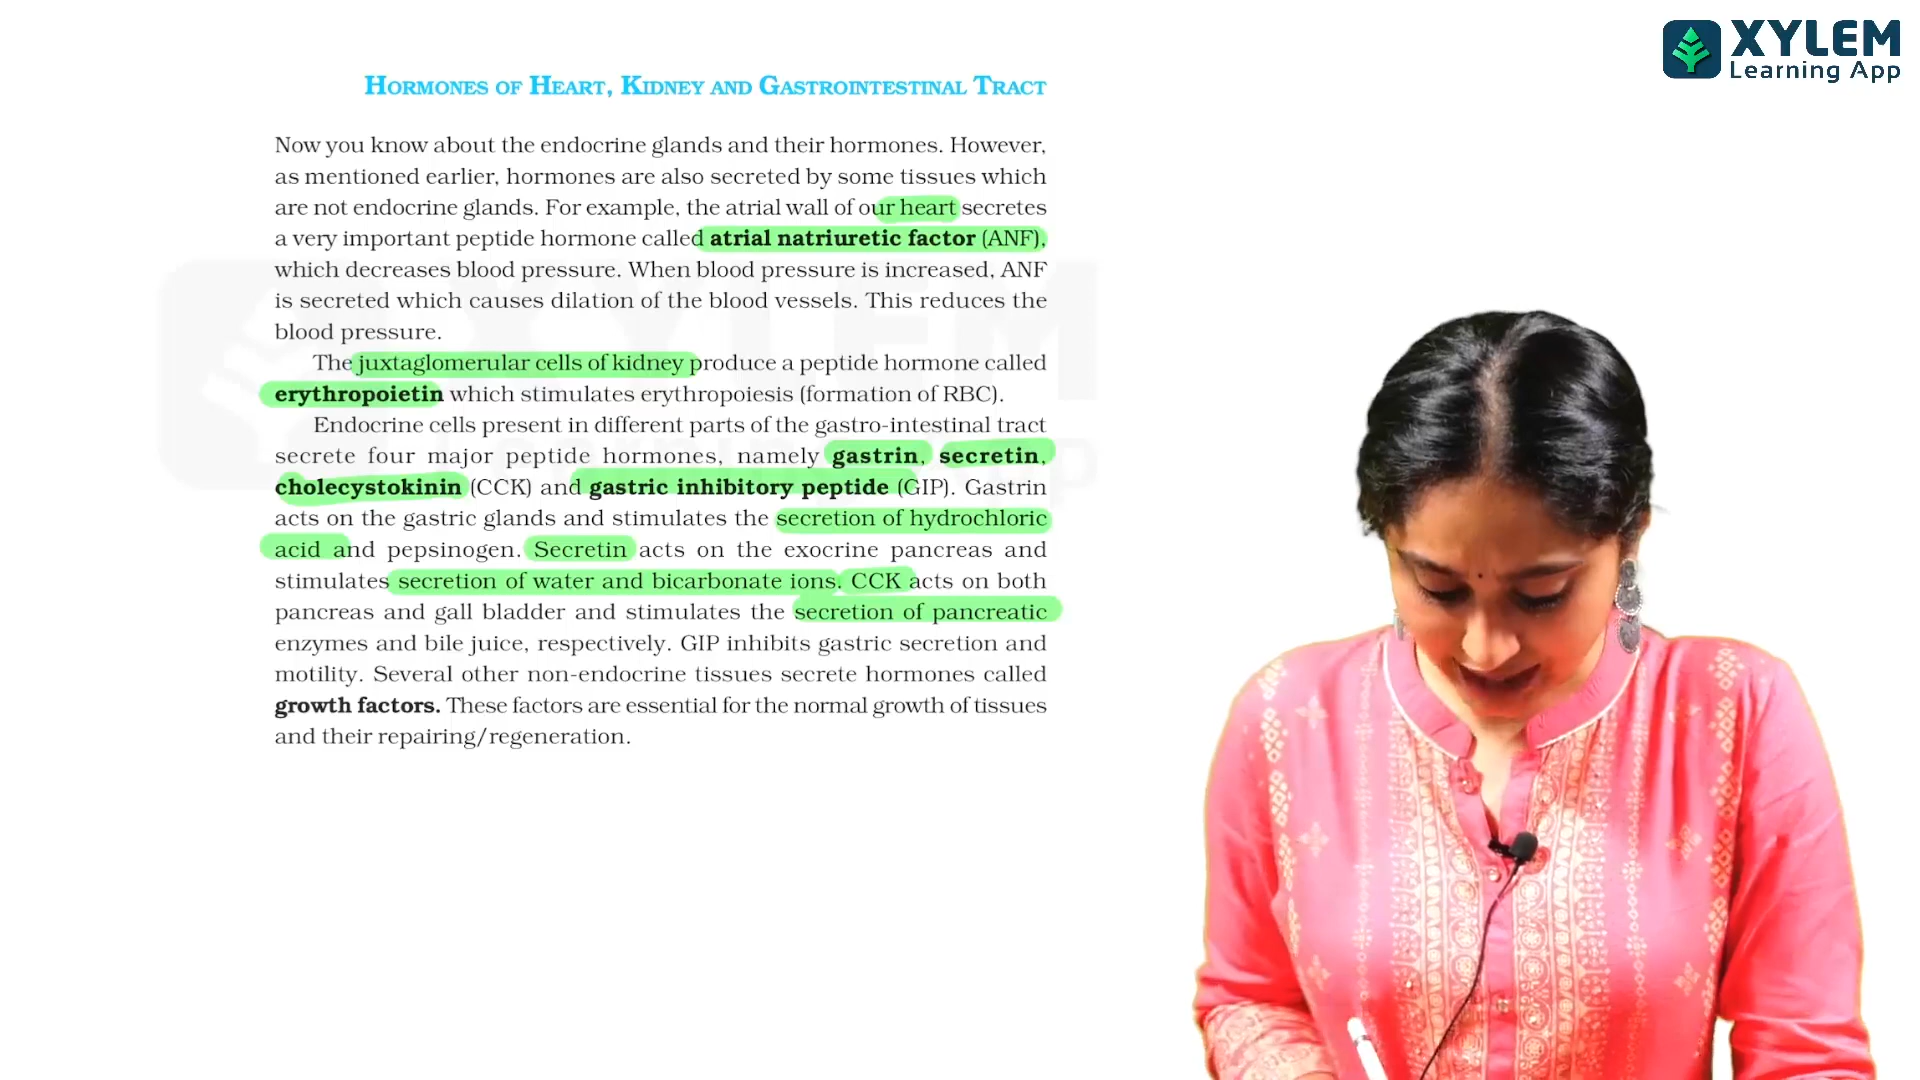 XYLEM
Learning App
HORMONES OF HEART, KIDNEY AND GASTROINTESTINAL TRACT
Now you know about the endocrine glands and their hormones. However,
as mentioned earlier, hormones are also secreted by some tissues which
are not endocrine glands. For example, the atrial wall of our heart secretes
a very important peptide hormone called atrial natriuretic factor (ANF),
which decreases blood pressure. When blood pressure is increased, ANF
is secreted which causes dilation of the blood vessels. This reduces the
blood pressure.
The juxtaglomerular cells of kidney produce a peptide hormone called
erythropoietin which stimulates erythropoiesis (formation of RBC).
Endocrine cells present in different parts of the gastro-intestinal tract
secrete four major peptide hormones, namely gastrin, secretin,
cholecystokinin (CCK) and gastric inhibitory peptide (GIP). Gastrin
acts on the gastric glands and stimulates the secretion of hydrochloric
acid and pepsinogen. Secretin acts on the exocrine pancreas and
stimulates secretion of water and bicarbonate ions. CCK acts on both
pancreas and gall bladder and stimulates the secretion of pancreatic
enzymes and bile juice, respectively. GIP inhibits gastric secretion and
motility. Several other non-endocrine tissues secrete hormones called
growth factors. These factors are essential for the normal growth of tissues
and their repairing/regeneration.
XYLEM
Learning App